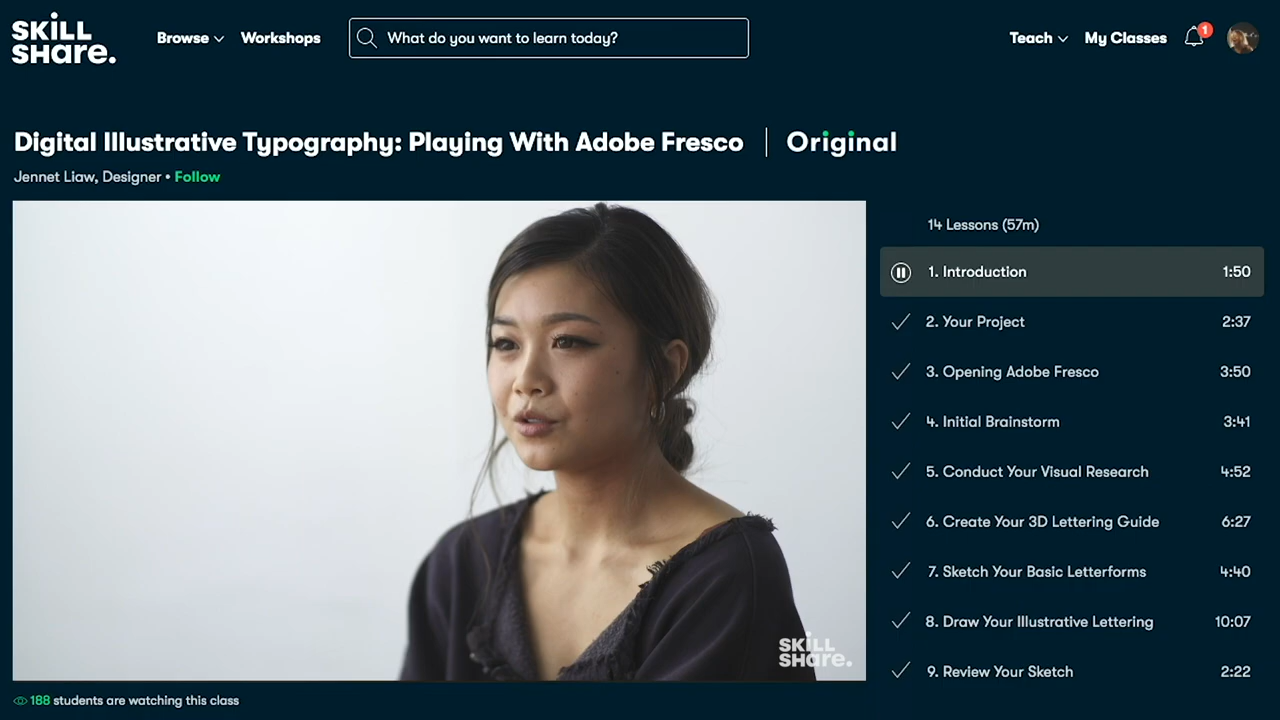 SKILL
SHARE.
Browse
Workshops
What do you want to learn today?
Teach
My Classes
1
Digital Illustrative Typography: Playing With Adobe Fresco | Original
Jennet Liaw, Designer • Follow
14 Lessons (57m)
1. Introduction 1:50
2. Your Project 2:37
3. Opening Adobe Fresco 3:50
4. Initial Brainstorm 3:41
5. Conduct Your Visual Research 4:52
6. Create Your 3D Lettering Guide 6:27
7. Sketch Your Basic Letterforms 4:40
8. Draw Your Illustrative Lettering 10:07
9. Review Your Sketch 2:22
SKILL
SHARE.
188 students are watching this class